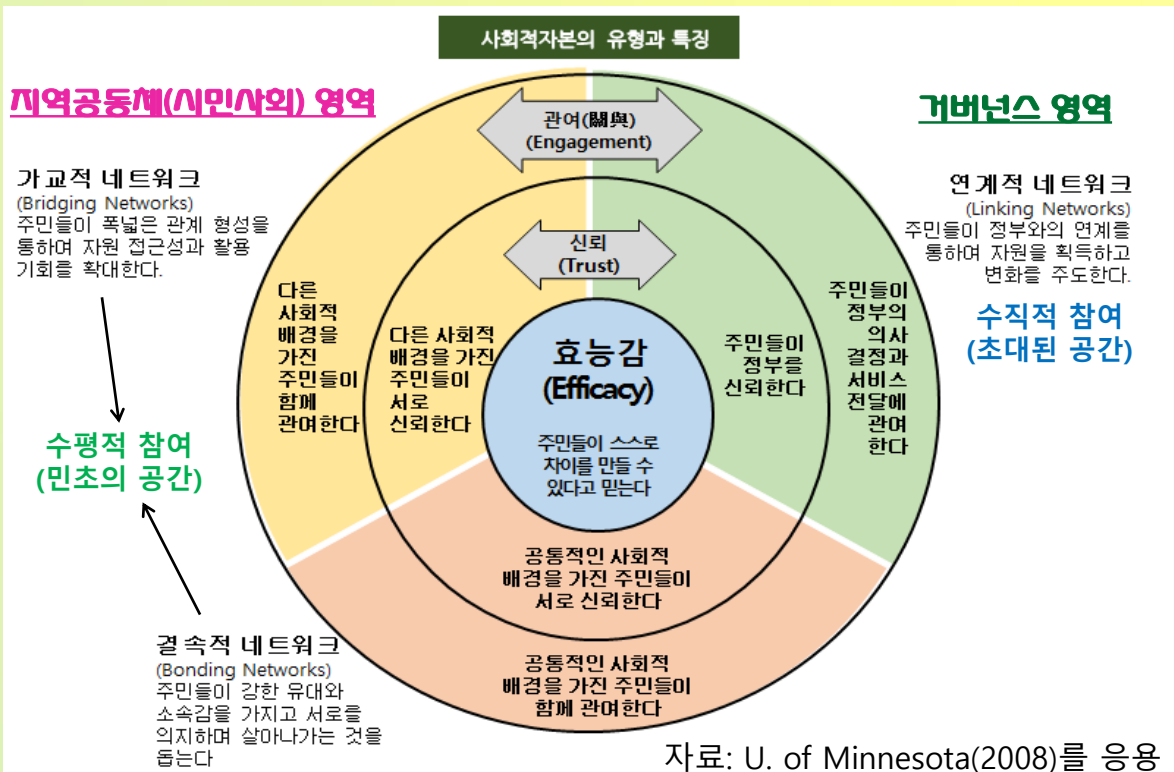 사회적자본의 유형과 특징
지역공동체(시민사회) 영역
거버넌스 영역
관여(關與)
(Engagement)
신뢰
(Trust)
가교적 네트워크
(Bridging Networks)
주민들이 폭넓은 관계 형성을
통하며 자원 접근성과 활용
기회를 확대한다.
연계적 네트워크
(Linking Networks)
주민들이 정부와의 연계를
통하며 자원을 획득하고
변화를 주도한다.
수직적 참여
(초대된 공간)
수평적 참여
(민초의 공간)
다른
사회적
배경을
가진
주민들이
함께
관여한다
다른 사회적
배경을 가진
주민들이
서로
신뢰한다
효능감
(Efficacy)
주민들이 스스로
차이를 만들 수
있다고 믿는다
주민들이
정부를
신뢰한다
주민들이
정부의
의사
결정과
서비스
전달에
관여
한다
공통적인 사회적
배경을 가진 주민들이
서로 신뢰한다
공통적인 사회적
배경을 가진 주민들이
함께 관여한다
결속적 네트워크
(Bonding Networks)
주민들이 강한 유대와
소속감을 가지고 서로를
의지하며 살아나가는 것을
돕는다
자료: U. of Minnesota(2008)를 응용